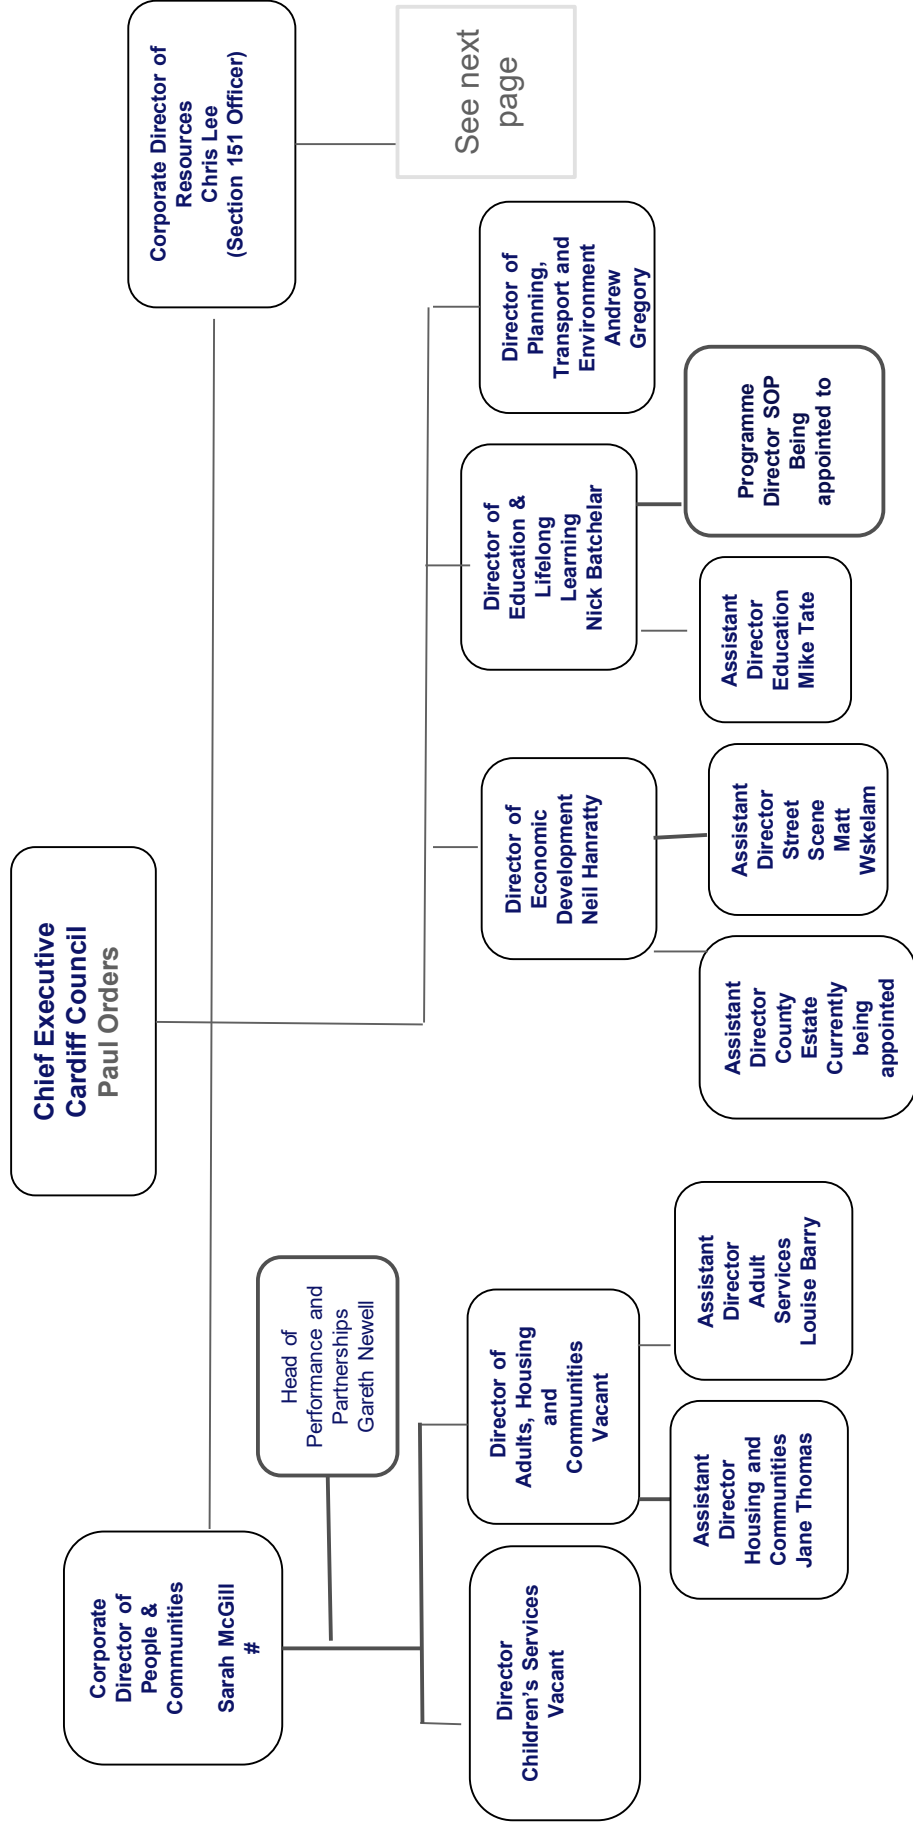 Chief Executive
Cardiff Council
Paul Orders
Corporate
Director of
People &
Communities
Sarah McGill
#
Corporate Director of
Resources
Chris Lee
(Section 151 Officer)
Head of
Performance and
Partnerships
Gareth Newell
See next
page
Director
Children's Services
Vacant
Director of
Adults, Housing
and
Communities
Vacant
Director of
Economic
Development
Neil Hanratty
Director of
Education &
Lifelong
Learning
Nick Batchelar
Director of
Planning,
Transport and
Environment
Andrew
Gregory
Assistant
Director
Housing and
Communities
Jane Thomas
Assistant
Director
Adult
Services
Louise Barry
Assistant
Director
County
Estate
Currently
being
appointed
Assistant
Director
Street
Scene
Matt
Wskelam
Assistant
Director
Education
Mike Tate
Programme
Director SOP
Being
appointed to